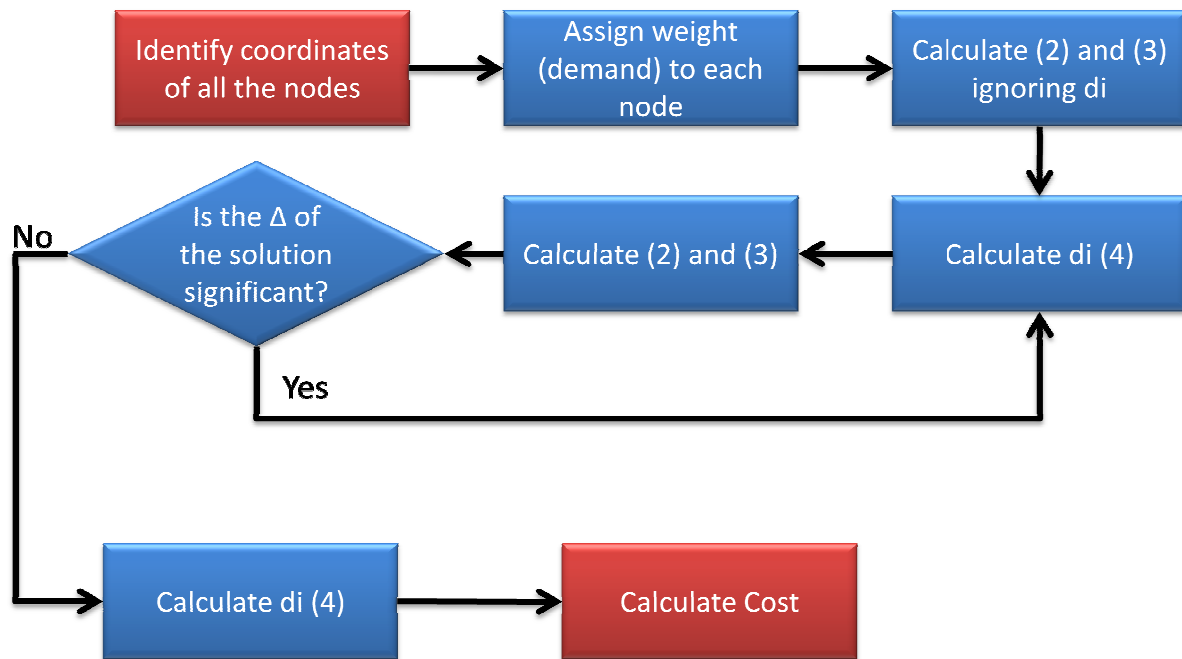 Identify coordinates
of all the nodes
Assign weight
(demand) to each
node
Calculate (2) and (3)
ignoring di
Is the Δ of
the solution
significant?
Calculate (2) and (3)
Calculate di (4)
No
Yes
Calculate di (4)
Calculate Cost